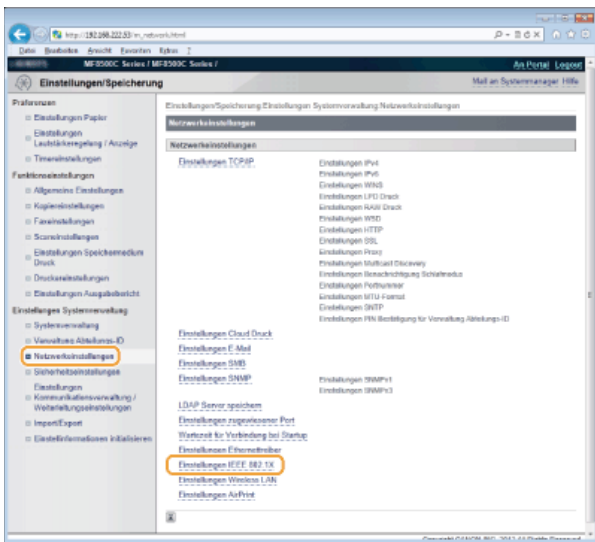 http://192.168.222.53/m_network.html
Datei Bearbeiten Ansicht Favoriten Extras ?
MF8500C Series / MF8500C Series /
An Portal Logout
Einstellungen/Speicherung
Mail an Systemmanager Hilfe
Präferenzen
Einstellungen Papier
Einstellungen
Lautstärkeregelung / Anzeige
Timereinstellungen
Funktionseinstellungen
Allgemeine Einstellungen
Kopiereinstellungen
Faxeinstellungen
Scaneinstellungen
Einstellungen Speichermedium
Druck
Druckereinstellungen
Einstellungen Ausgabebericht
Einstellungen Systemverwaltung
Systemverwaltung
Verwaltung Abteilungs-ID
Netzwerkeinstellungen
Sicherheitseinstellungen
Einstellungen
Kommunikationsverwaltung /
Weiterleitungseinstellungen
Import/Export
Einstellinformationen initialisieren
Einstellungen/Speicherung:Einstellungen Systemverwaltung:Netzwerkeinstellungen
Netzwerkeinstellungen
Netzwerkeinstellungen
Einstellungen TCP/IP
Einstellungen IPv4
Einstellungen IPv6
Einstellungen WINS
Einstellungen LPD Druck
Einstellungen RAW Druck
Einstellungen WSD
Einstellungen HTTP
Einstellungen SSL
Einstellungen Proxy
Einstellungen Multicast Discovery
Einstellungen Benachrichtigung Schlafmodus
Einstellungen Portnummer
Einstellungen MTU-Format
Einstellungen SNTP
Einstellungen PIN Bestätigung für Verwaltung Abteilungs-ID
Einstellungen Cloud Druck
Einstellungen E-Mail
Einstellungen SMB
Einstellungen SNMP
Einstellungen SNMPv1
Einstellungen SNMPv3
LDAP Server speichern
Einstellungen zugewiesener Port
Wartezeit für Verbindung bei Startup
Einstellungen Ethernettreiber
Einstellungen IEEE 802.1X
Einstellungen Wireless LAN
Einstellungen AirPrint